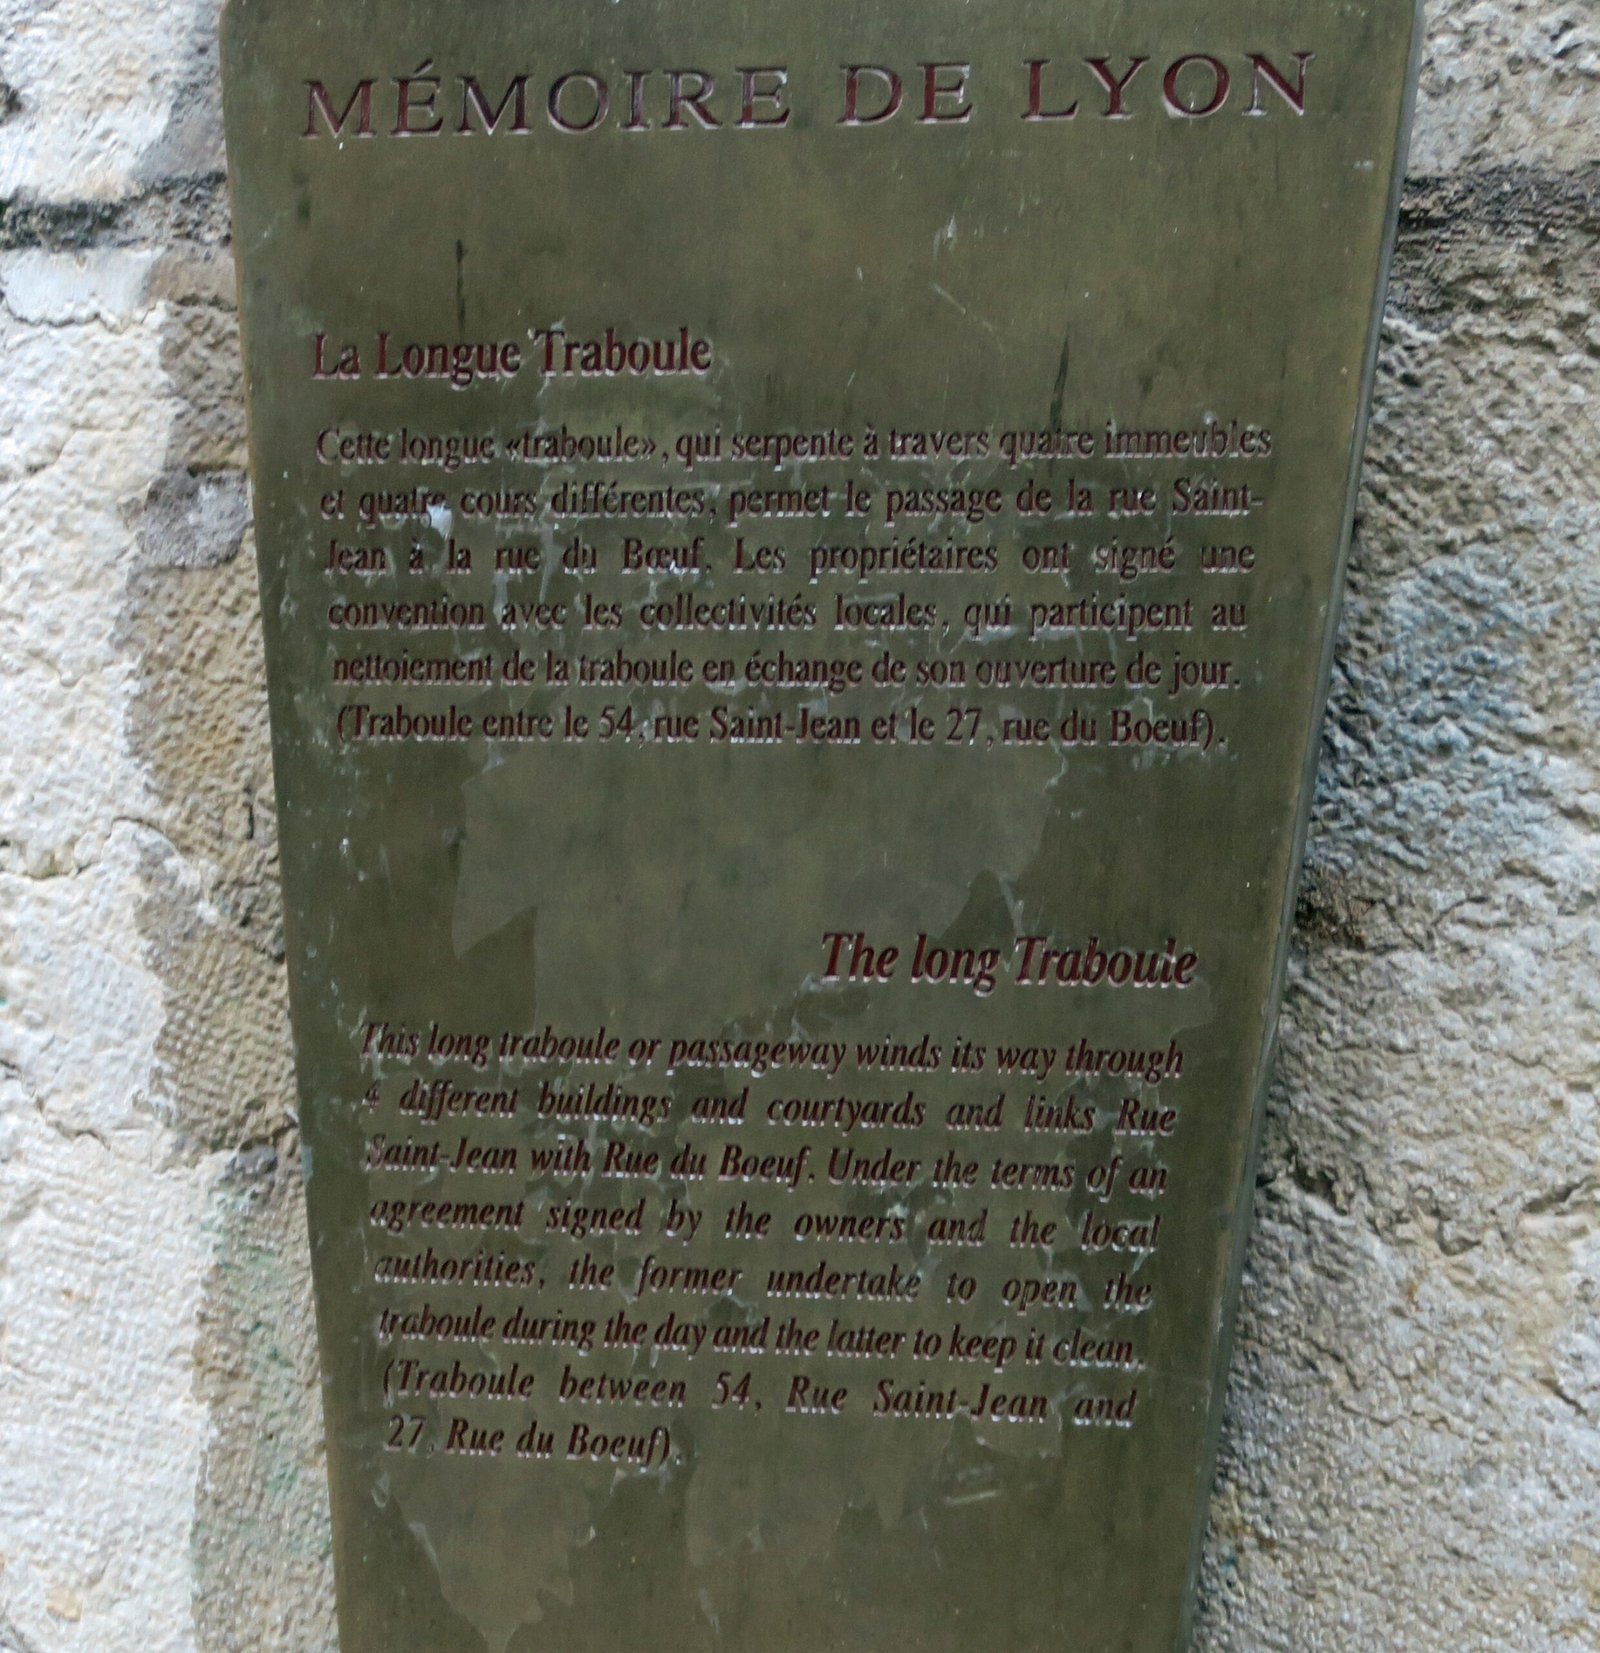 MÉMOIRE DE LYON
La Longue Traboule
Cette longue «traboule», qui serpente à travers quatre immeubles
et quatre cours différentes, permet le passage de la rue Saint-
Jean à la rue du Bœuf. Les propriétaires ont signé une
convention avec les collectivités locales, qui participent au
nettoiement de la traboule en échange de son ouverture de jour.
(Traboule entre le 54, rue Saint-Jean et le 27, rue du Boeuf).
The long Traboule
This long traboule or passageway winds its way through
4 different buildings and courtyards and links Rue
Saint-Jean with Rue du Boeuf. Under the terms of an
agreement signed by the owners and the local
authorities, the former undertake to open the
traboule during the day and the latter to keep it clean.
(Traboule between 54, Rue Saint-Jean and
27, Rue du Boeuf).